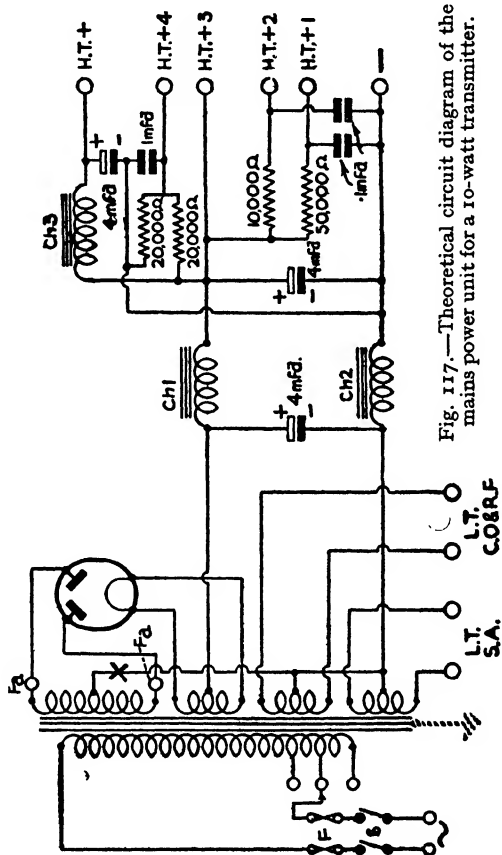 H.T.+
H.T.+4
H.T.+3
H.T.+2
H.T.+1
—
Ch3
+
-
4mfd
1mfd
20,000Ω
20,000Ω
10,000Ω
50,000Ω
.1mfd
+
-
4mfd
Ch1
+
-
4mfd.
Ch2
Fa
Fa
X
F
S
~
L.T.
C.O&R.F
L.T.
S.A.
Fig. 117.—Theoretical circuit diagram of the
mains power unit for a 10-watt transmitter.